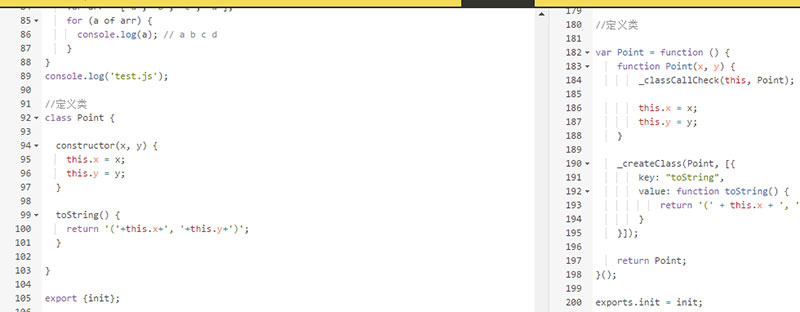 85 for (a of arr) {
86 console.log(a); // a b c d
87 }
88 }
89 console.log('test.js');
90
91 //定义类
92 class Point {
93
94 constructor(x, y) {
95 this.x = x;
96 this.y = y;
97 }
98
99 toString() {
100 return '('+this.x+', '+this.y+')';
101 }
102
103 }
104
105 export {init};
179
180 //定义类
181
182 var Point = function () {
183 function Point(x, y) {
184 _classCallCheck(this, Point);
185
186 this.x = x;
187 this.y = y;
188 }
189
190 _createClass(Point, [{
191 key: "toString",
192 value: function toString() {
193 return '(' + this.x + ', '
194 }
195 }]);
196
197 return Point;
198 }();
199
200 exports.init = init;